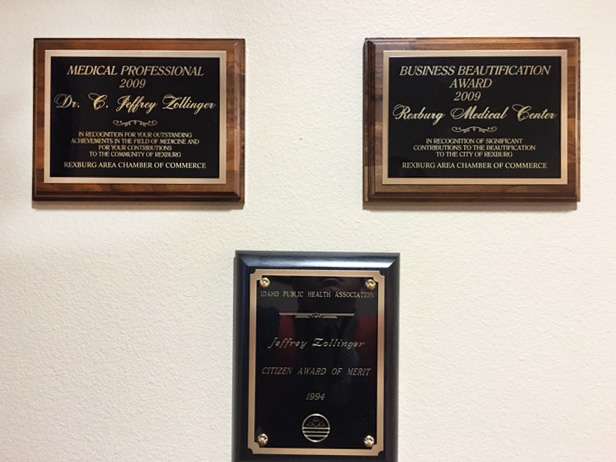 MEDICAL PROFESSIONAL
2009
Dr. C. Jeffrey Zollinger
IN RECOGNITION FOR YOUR OUTSTANDING
ACHIEVEMENTS IN THE FIELD OF MEDICINE AND
FOR YOUR CONTRIBUTIONS
TO THE COMMUNITY OF REXBURG
REXBURG AREA CHAMBER OF COMMERCE
BUSINESS BEAUTIFICATION
AWARD
2009
Rexburg Medical Center
IN RECOGNITION OF SIGNIFICANT
CONTRIBUTIONS TO THE BEAUTIFICATION
TO THE CITY OF REXBURG
REXBURG AREA CHAMBER OF COMMERCE
IDAHO PUBLIC HEALTH ASSOCIATION
Jeffrey Zollinger
CITIZEN AWARD OF MERIT
1994